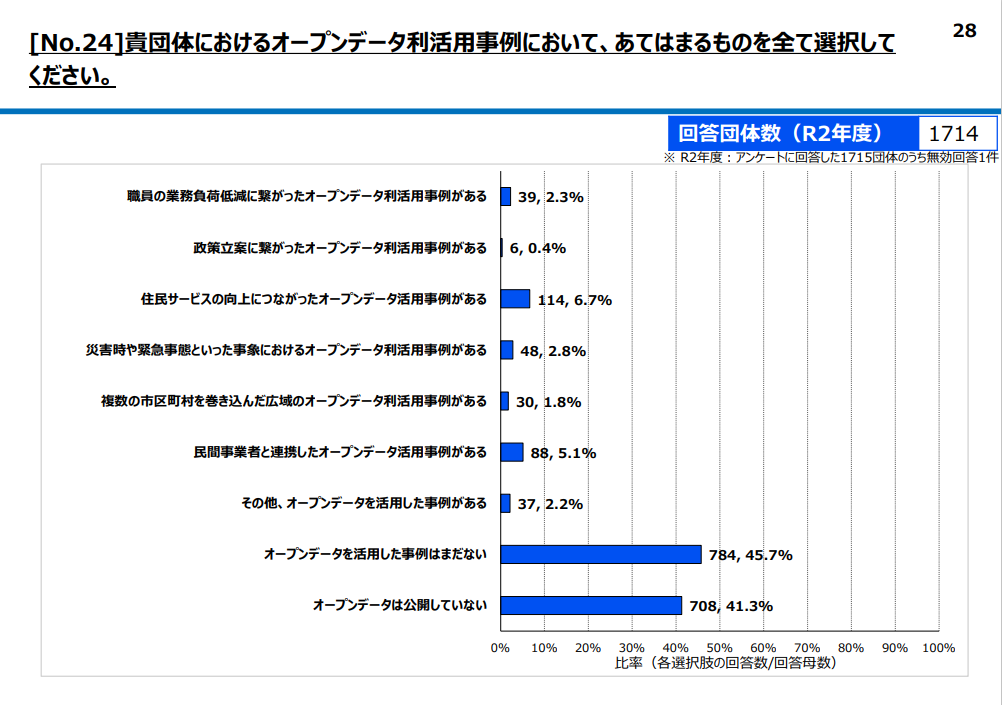 28
[No.24]貴団体におけるオープンデータ利活用事例において、あてはまるものを全て選択して
ください。
回答団体数（R2年度） 1714
※ R2年度：アンケートに回答した1715団体のうち無効回答1件
職員の業務負荷低減に繋がったオープンデータ利活用事例がある 39, 2.3%
政策立案に繋がったオープンデータ利活用事例がある 6, 0.4%
住民サービスの向上につながったオープンデータ活用事例がある 114, 6.7%
災害時や緊急事態といった事象におけるオープンデータ利活用事例がある 48, 2.8%
複数の市区町村を巻き込んだ広域のオープンデータ利活用事例がある 30, 1.8%
民間事業者と連携したオープンデータ活用事例がある 88, 5.1%
その他、オープンデータを活用した事例がある 37, 2.2%
オープンデータを活用した事例はまだない 784, 45.7%
オープンデータは公開していない 708, 41.3%
0% 10% 20% 30% 40% 50% 60% 70% 80% 90% 100%
比率（各選択肢の回答数/回答母数）